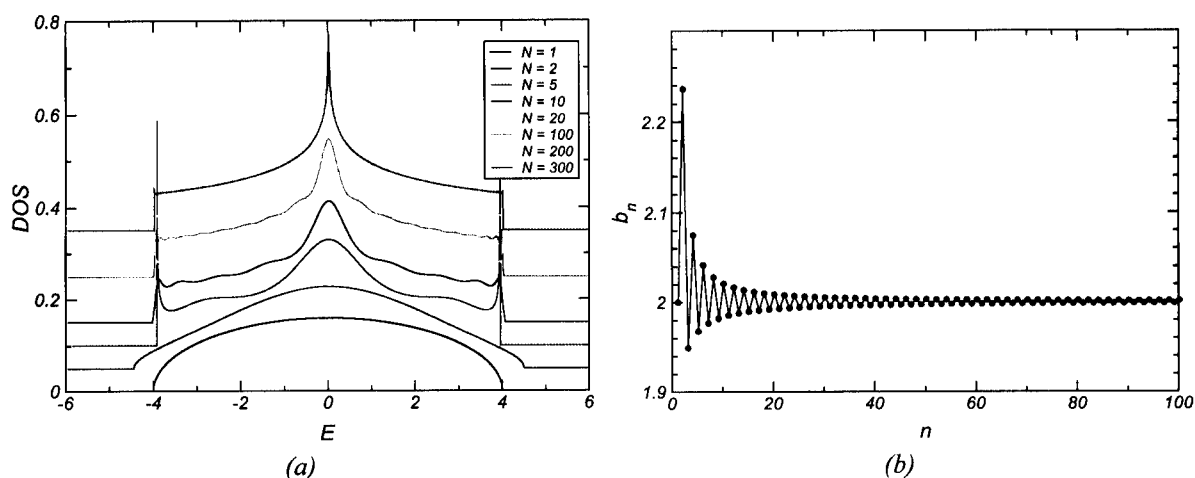 0.8
0.6
0.4
0.2
0
DOS
-6 -4 -2 0 2 4 6
E
N = 1
N = 2
N = 5
N = 10
N = 20
N = 100
N = 200
N = 300
(a)
2.2
2.1
2
1.9
b_n
0 20 40 60 80 100
n
(b)